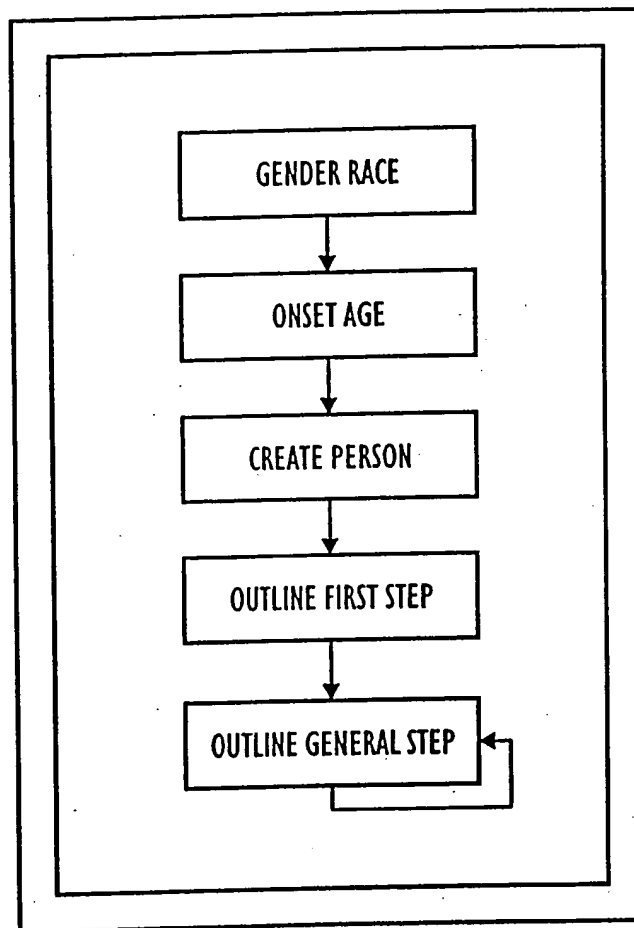 GENDER RACE
ONSET AGE
CREATE PERSON
OUTLINE FIRST STEP
OUTLINE GENERAL STEP